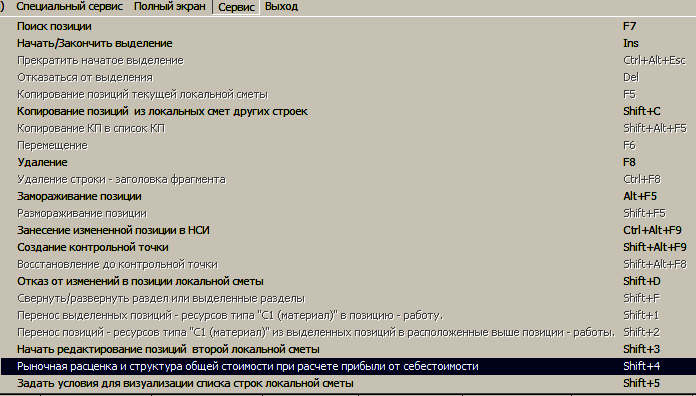 ) Специальный сервис Полный экран Сервис Выход
Поиск позиции F7
Начать/Закончить выделение Ins
Прекратить начатое выделение Ctrl+Alt+Esc
Отказаться от выделения Del
Копирование позиций текущей локальной сметы F5
Копирование позиций из локальных смет других строек Shift+C
Копирование КП в список КП Shift+Alt+F5
Перемещение F6
Удаление F8
Удаление строки - заголовка фрагмента Ctrl+F8
Замораживание позиции Alt+F5
Размораживание позиции Shift+F5
Занесение измененной позиции в НСИ Ctrl+Alt+F9
Создание контрольной точки Shift+Alt+F9
Восстановление до контрольной точки Shift+Alt+F8
Отказ от изменений в позиции локальной сметы Shift+D
Свернуть/развернуть раздел или выделенные разделы Shift+F
Перенос выделенных позиций - ресурсов типа "С1 (материал)" в позицию - работу. Shift+1
Перенос позиций - ресурсов типа "С1 (материал)" из выделенных позиций в расположенные выше позиции - работы. Shift+2
Начать редактирование позиций второй локальной сметы Shift+3
Рыночная расценка и структура общей стоимости при расчете прибыли от себестоимости Shift+4
Задать условия для визуализации списка строк локальной сметы Shift+5